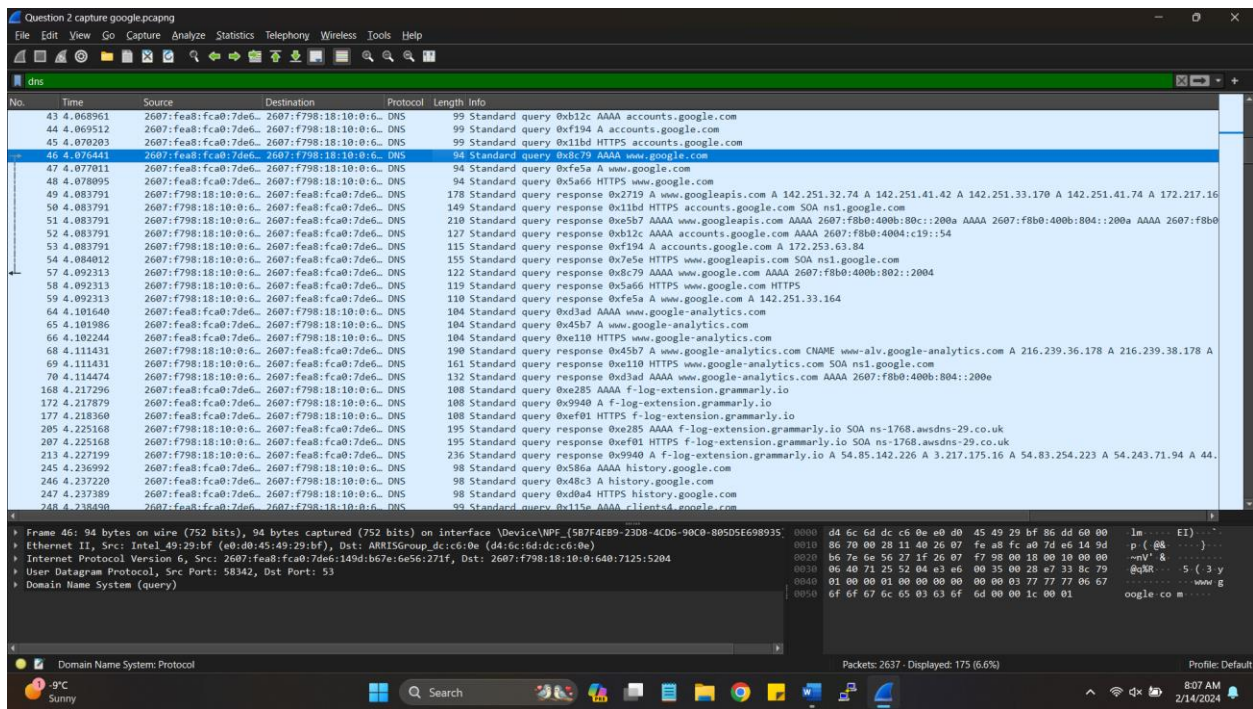 Question 2 capture google.pcapng
File Edit View Go Capture Analyze Statistics Telephony Wireless Tools Help
dns
No. Time Source Destination Protocol Length Info
43 4.068961 2607:fea8:fca0:7de6… 2607:f798:18:10:0:6… DNS 99 Standard query 0xb12c AAAA accounts.google.com
44 4.069512 2607:fea8:fca0:7de6… 2607:f798:18:10:0:6… DNS 99 Standard query 0xf194 A accounts.google.com
45 4.070203 2607:fea8:fca0:7de6… 2607:f798:18:10:0:6… DNS 99 Standard query 0x11bd HTTPS accounts.google.com
46 4.076441 2607:fea8:fca0:7de6… 2607:f798:18:10:0:6… DNS 94 Standard query 0x8c79 AAAA www.google.com
47 4.077011 2607:fea8:fca0:7de6… 2607:f798:18:10:0:6… DNS 94 Standard query 0xfe5a A www.google.com
48 4.078095 2607:fea8:fca0:7de6… 2607:f798:18:10:0:6… DNS 94 Standard query 0x5a66 HTTPS www.google.com
49 4.083791 2607:f798:18:10:0:6… 2607:fea8:fca0:7de6… DNS 178 Standard query response 0x2719 A www.googleapis.com A 142.251.32.74 A 142.251.41.42 A 142.251.33.170 A 142.251.41.74 A 172.217.16
50 4.083791 2607:f798:18:10:0:6… 2607:fea8:fca0:7de6… DNS 149 Standard query response 0x11bd HTTPS accounts.google.com SOA ns1.google.com
51 4.083791 2607:f798:18:10:0:6… 2607:fea8:fca0:7de6… DNS 210 Standard query response 0xe5b7 AAAA www.googleapis.com AAAA 2607:f8b0:400b:80c::200a AAAA 2607:f8b0:400b:804::200a AAAA 2607:f8b0
52 4.083791 2607:f798:18:10:0:6… 2607:fea8:fca0:7de6… DNS 127 Standard query response 0xb12c AAAA accounts.google.com AAAA 2607:f8b0:4004:c19::54
53 4.083791 2607:f798:18:10:0:6… 2607:fea8:fca0:7de6… DNS 115 Standard query response 0xf194 A accounts.google.com A 172.253.63.84
54 4.084012 2607:f798:18:10:0:6… 2607:fea8:fca0:7de6… DNS 155 Standard query response 0x7e5e HTTPS www.googleapis.com SOA ns1.google.com
57 4.092313 2607:f798:18:10:0:6… 2607:fea8:fca0:7de6… DNS 122 Standard query response 0x8c79 AAAA www.google.com AAAA 2607:f8b0:400b:802::2004
58 4.092313 2607:f798:18:10:0:6… 2607:fea8:fca0:7de6… DNS 119 Standard query response 0x5a66 HTTPS www.google.com HTTPS
59 4.092313 2607:f798:18:10:0:6… 2607:fea8:fca0:7de6… DNS 110 Standard query response 0xfe5a A www.google.com A 142.251.33.164
64 4.101640 2607:fea8:fca0:7de6… 2607:f798:18:10:0:6… DNS 104 Standard query 0xd3ad AAAA www.google-analytics.com
65 4.101986 2607:fea8:fca0:7de6… 2607:f798:18:10:0:6… DNS 104 Standard query 0x45b7 A www.google-analytics.com
66 4.102244 2607:fea8:fca0:7de6… 2607:f798:18:10:0:6… DNS 104 Standard query 0xe110 HTTPS www.google-analytics.com
68 4.111431 2607:f798:18:10:0:6… 2607:fea8:fca0:7de6… DNS 190 Standard query response 0x45b7 A www.google-analytics.com CNAME www-alv.google-analytics.com A 216.239.36.178 A 216.239.38.178 A
69 4.111431 2607:f798:18:10:0:6… 2607:fea8:fca0:7de6… DNS 161 Standard query response 0xe110 HTTPS www.google-analytics.com SOA ns1.google.com
70 4.114474 2607:f798:18:10:0:6… 2607:fea8:fca0:7de6… DNS 132 Standard query response 0xd3ad AAAA www.google-analytics.com AAAA 2607:f8b0:400b:804::200e
168 4.217296 2607:fea8:fca0:7de6… 2607:f798:18:10:0:6… DNS 108 Standard query 0xe285 AAAA f-log-extension.grammarly.io
172 4.217879 2607:fea8:fca0:7de6… 2607:f798:18:10:0:6… DNS 108 Standard query 0x9940 A f-log-extension.grammarly.io
177 4.218360 2607:fea8:fca0:7de6… 2607:f798:18:10:0:6… DNS 108 Standard query 0xef01 HTTPS f-log-extension.grammarly.io
205 4.225168 2607:f798:18:10:0:6… 2607:fea8:fca0:7de6… DNS 195 Standard query response 0xe285 AAAA f-log-extension.grammarly.io SOA ns-1768.awsdns-29.co.uk
207 4.225168 2607:f798:18:10:0:6… 2607:fea8:fca0:7de6… DNS 195 Standard query response 0xef01 HTTPS f-log-extension.grammarly.io SOA ns-1768.awsdns-29.co.uk
213 4.227199 2607:f798:18:10:0:6… 2607:fea8:fca0:7de6… DNS 236 Standard query response 0x9940 A f-log-extension.grammarly.io A 54.85.142.226 A 3.217.175.16 A 54.83.254.223 A 54.243.71.94 A 44.
245 4.236992 2607:fea8:fca0:7de6… 2607:f798:18:10:0:6… DNS 98 Standard query 0x586a AAAA history.google.com
246 4.237220 2607:fea8:fca0:7de6… 2607:f798:18:10:0:6… DNS 98 Standard query 0x48c3 A history.google.com
247 4.237389 2607:fea8:fca0:7de6… 2607:f798:18:10:0:6… DNS 98 Standard query 0xd0a4 HTTPS history.google.com
248 4.238490 2607:fea8:fca0:7de6… 2607:f798:18:10:0:6… DNS 99 Standard query 0x115e AAAA clients4.google.com
Frame 46: 94 bytes on wire (752 bits), 94 bytes captured (752 bits) on interface \Device\NPF_{5B7F4EB9-23D8-4CD6-90C0-805D5E698935
Ethernet II, Src: Intel_49:29:bf (e0:d0:45:49:29:bf), Dst: ARRISGroup_dc:c6:0e (d4:6c:6d:dc:c6:0e)
Internet Protocol Version 6, Src: 2607:fea8:fca0:7de6:149d:b67e:6e56:271f, Dst: 2607:f798:18:10:0:640:7125:5204
User Datagram Protocol, Src Port: 58342, Dst Port: 53
Domain Name System (query)
0000 d4 6c 6d dc c6 0e e0 d0 45 49 29 bf 86 dd 60 00 ·lm····· EI)···`·
0010 86 70 00 28 11 40 26 07 fe a8 fc a0 7d e6 14 9d ·p·(·@&· ····}···
0020 b6 7e 6e 56 27 1f 26 07 f7 98 00 18 00 10 00 00 ·~nV'·&· ········
0030 06 40 71 25 52 04 e3 e6 00 35 00 28 e7 33 8c 79 ·@q%R··· ·5·(·3·y
0040 01 00 00 01 00 00 00 00 00 00 03 77 77 77 06 67 ········ ···www·g
0050 6f 6f 67 6c 65 03 63 6f 6d 00 00 1c 00 01 oogle·co m·····
Domain Name System: Protocol
Packets: 2637 · Displayed: 175 (6.6%)
Profile: Default
1
-9°C
Sunny
Search
8:07 AM
2/14/2024